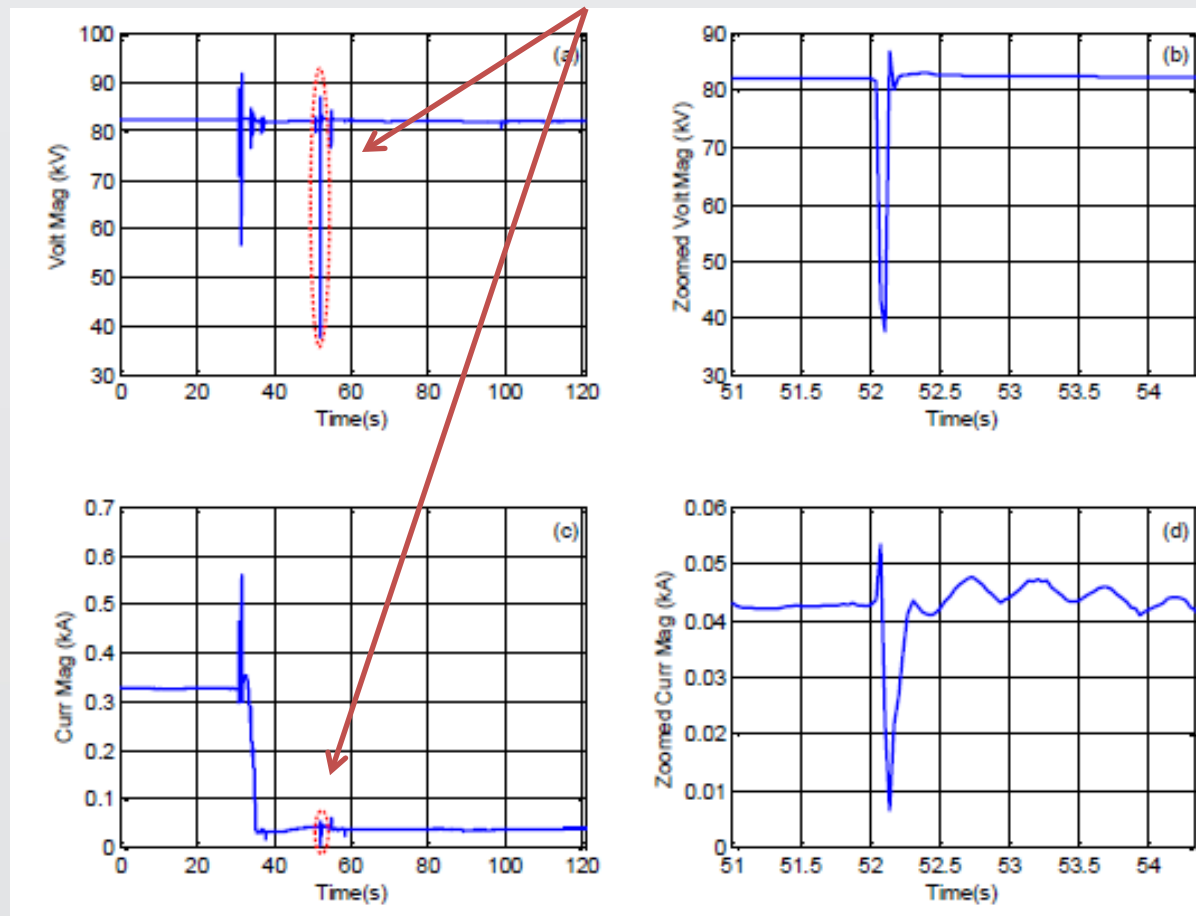 (a)
Volt Mag (kV)
100
90
80
70
60
50
40
30
0 20 40 60 80 100 120
Time(s)
(b)
Zoomed Volt Mag (kV)
90
80
70
60
50
40
30
51 51.5 52 52.5 53 53.5 54
Time(s)
(c)
Curr Mag (kA)
0.7
0.6
0.5
0.4
0.3
0.2
0.1
0
0 20 40 60 80 100 120
Time(s)
(d)
Zoomed Curr Mag (kA)
0.06
0.05
0.04
0.03
0.02
0.01
0
51 51.5 52 52.5 53 53.5 54
Time(s)